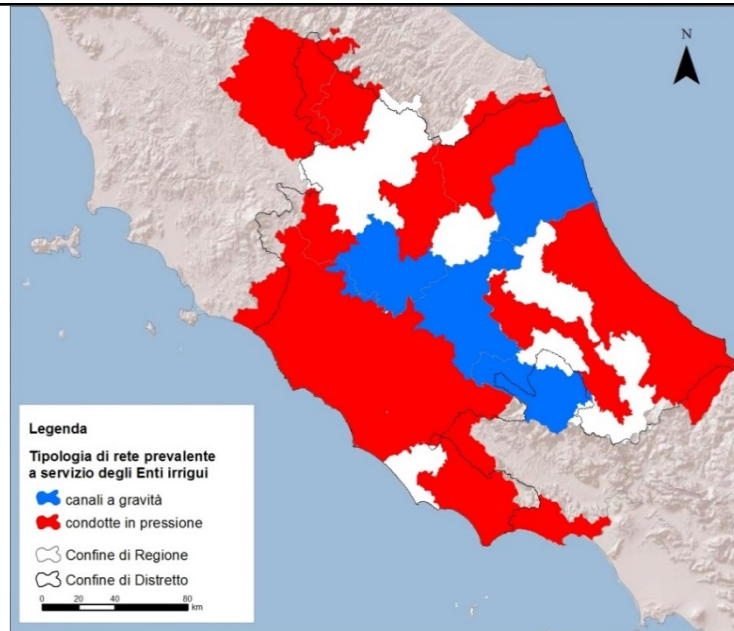 N
Legenda
Tipologia di rete prevalente
a servizio degli Enti irrigui
canali a gravità
condotte in pressione
Confine di Regione
Confine di Distretto
0 20 40 80
km